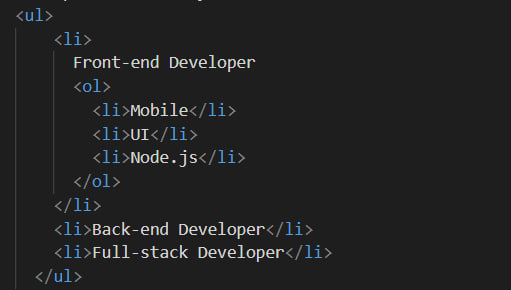 <ul>
<li>
Front-end Developer
<ol>
<li>Mobile</li>
<li>UI</li>
<li>Node.js</li>
</ol>
</li>
<li>Back-end Developer</li>
<li>Full-stack Developer</li>
</ul>